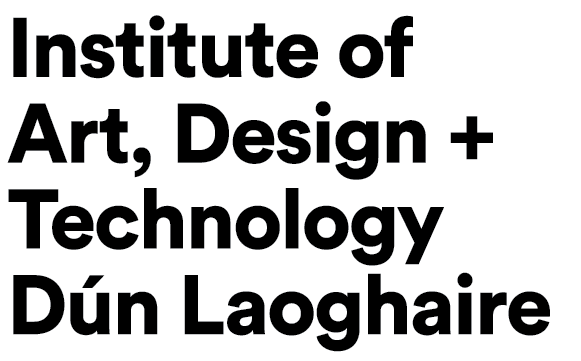 Institute of
Art, Design +
Technology
Dún Laoghaire